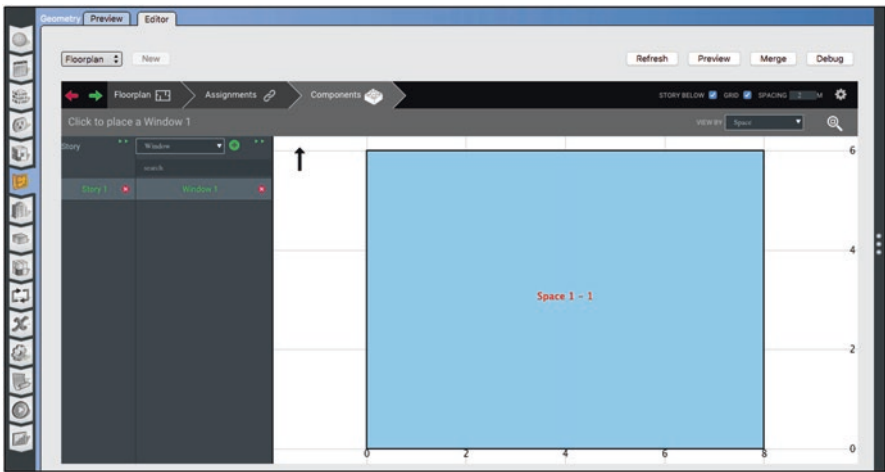 Geometry Preview Editor
Floorplan New Refresh Preview Merge Debug
Floorplan Assignments Components STORY BELOW GRID SPACING 2 M
Click to place a Window 1 VIEW BY Space
Story Window
search
Story 1 Window 1
6
4
Space 1 - 1
2
0
0 2 4 6 8